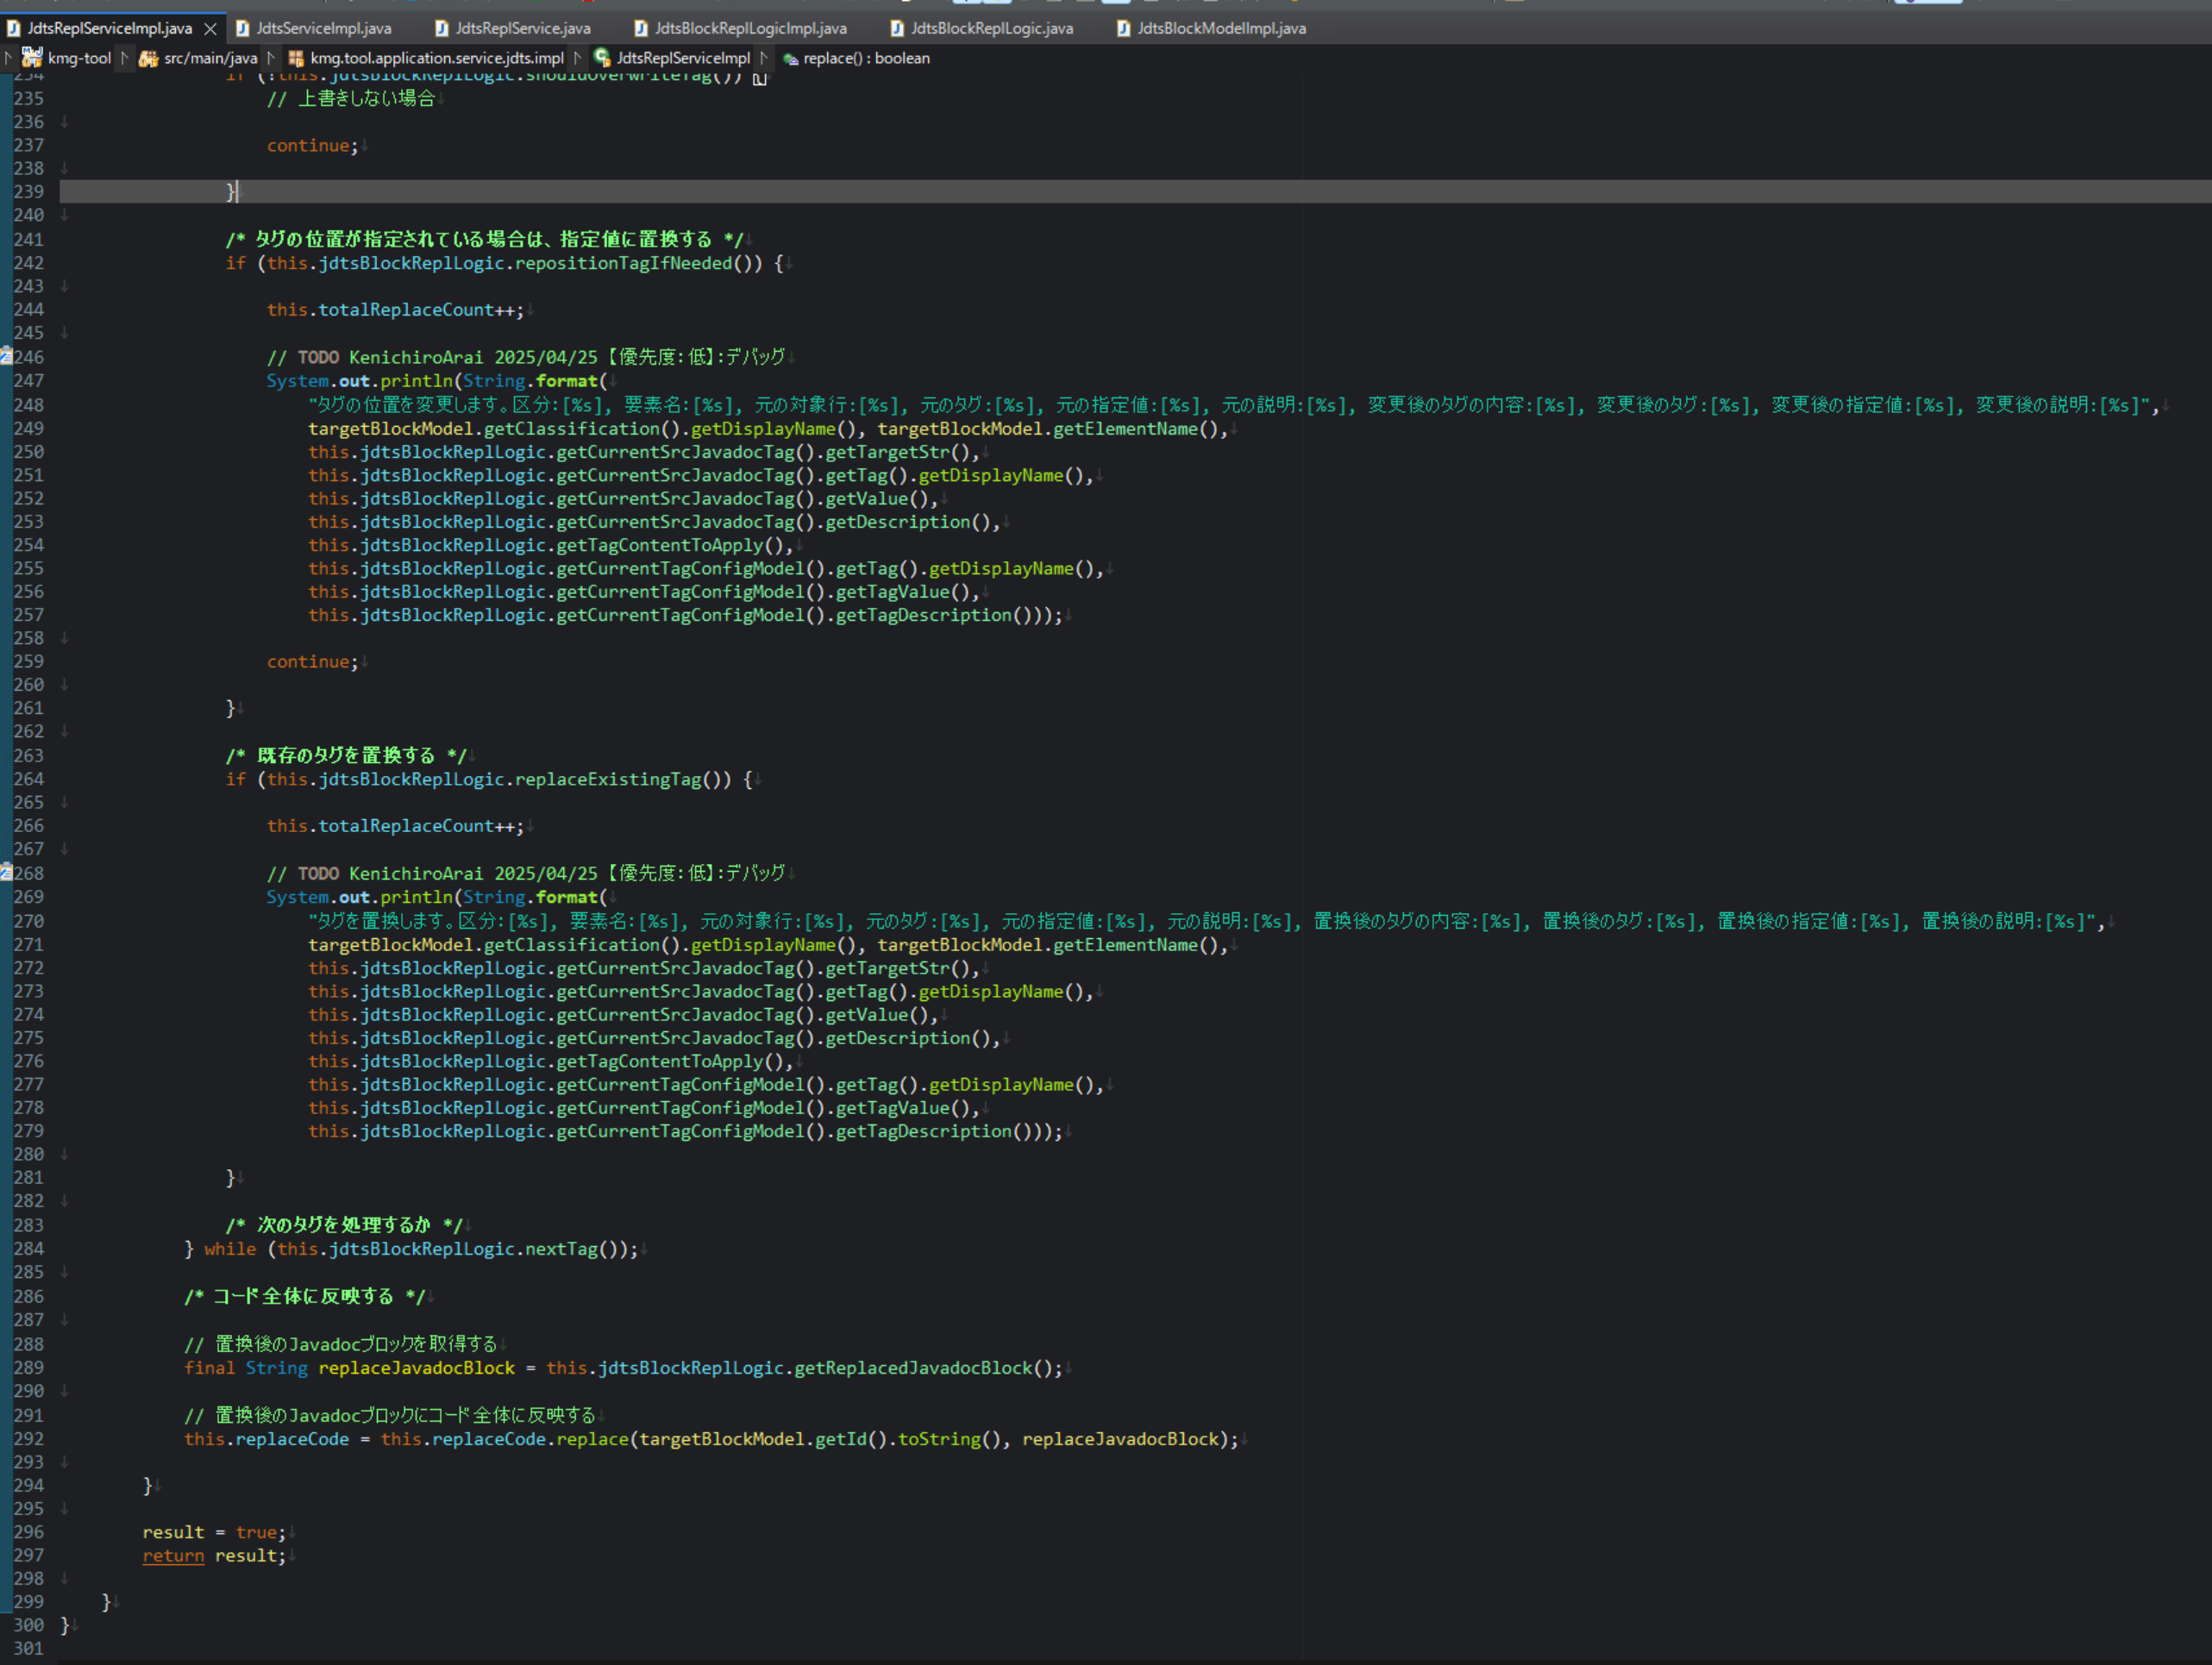 JdtsReplServiceImpl.java JdtsServiceImpl.java JdtsReplService.java JdtsBlockReplLogicImpl.java JdtsBlockReplLogic.java JdtsBlockModelImpl.java
kmg-tool src/main/java kmg.tool.application.service.jdts.impl JdtsReplServiceImpl replace() : boolean
234 if (!this.jdtsBlockReplLogic.shouldOverwriteTag()) {
235 // 上書きしない場合
236
237 continue;
238
239 }
240
241 /* タグの位置が指定されている場合は、指定値に置換する */
242 if (this.jdtsBlockReplLogic.repositionTagIfNeeded()) {
243
244 this.totalReplaceCount++;
245
246 // TODO KenichiroArai 2025/04/25 【優先度:低】:デバッグ
247 System.out.println(String.format(
248 "タグの位置を変更します。区分:[%s], 要素名:[%s], 元の対象行:[%s], 元のタグ:[%s], 元の指定値:[%s], 元の説明:[%s], 変更後のタグの内容:[%s], 変更後のタグ:[%s], 変更後の指定値:[%s], 変更後の説明:[%s]",
249 targetBlockModel.getClassification().getDisplayName(), targetBlockModel.getElementName(),
250 this.jdtsBlockReplLogic.getCurrentSrcJavadocTag().getTargetStr(),
251 this.jdtsBlockReplLogic.getCurrentSrcJavadocTag().getTag().getDisplayName(),
252 this.jdtsBlockReplLogic.getCurrentSrcJavadocTag().getValue(),
253 this.jdtsBlockReplLogic.getCurrentSrcJavadocTag().getDescription(),
254 this.jdtsBlockReplLogic.getTagContentToApply(),
255 this.jdtsBlockReplLogic.getCurrentTagConfigModel().getTag().getDisplayName(),
256 this.jdtsBlockReplLogic.getCurrentTagConfigModel().getTagValue(),
257 this.jdtsBlockReplLogic.getCurrentTagConfigModel().getTagDescription()));
258
259 continue;
260
261 }
262
263 /* 既存のタグを置換する */
264 if (this.jdtsBlockReplLogic.replaceExistingTag()) {
265
266 this.totalReplaceCount++;
267
268 // TODO KenichiroArai 2025/04/25 【優先度:低】:デバッグ
269 System.out.println(String.format(
270 "タグを置換します。区分:[%s], 要素名:[%s], 元の対象行:[%s], 元のタグ:[%s], 元の指定値:[%s], 元の説明:[%s], 置換後のタグの内容:[%s], 置換後のタグ:[%s], 置換後の指定値:[%s], 置換後の説明:[%s]",
271 targetBlockModel.getClassification().getDisplayName(), targetBlockModel.getElementName(),
272 this.jdtsBlockReplLogic.getCurrentSrcJavadocTag().getTargetStr(),
273 this.jdtsBlockReplLogic.getCurrentSrcJavadocTag().getTag().getDisplayName(),
274 this.jdtsBlockReplLogic.getCurrentSrcJavadocTag().getValue(),
275 this.jdtsBlockReplLogic.getCurrentSrcJavadocTag().getDescription(),
276 this.jdtsBlockReplLogic.getTagContentToApply(),
277 this.jdtsBlockReplLogic.getCurrentTagConfigModel().getTag().getDisplayName(),
278 this.jdtsBlockReplLogic.getCurrentTagConfigModel().getTagValue(),
279 this.jdtsBlockReplLogic.getCurrentTagConfigModel().getTagDescription()));
280
281 }
282
283 /* 次のタグを処理するか */
284 } while (this.jdtsBlockReplLogic.nextTag());
285
286 /* コード全体に反映する */
287
288 // 置換後のJavadocブロックを取得する
289 final String replaceJavadocBlock = this.jdtsBlockReplLogic.getReplacedJavadocBlock();
290
291 // 置換後のJavadocブロックにコード全体に反映する
292 this.replaceCode = this.replaceCode.replace(targetBlockModel.getId().toString(), replaceJavadocBlock);
293
294 }
295
296 result = true;
297 return result;
298
299 }
300 }
301